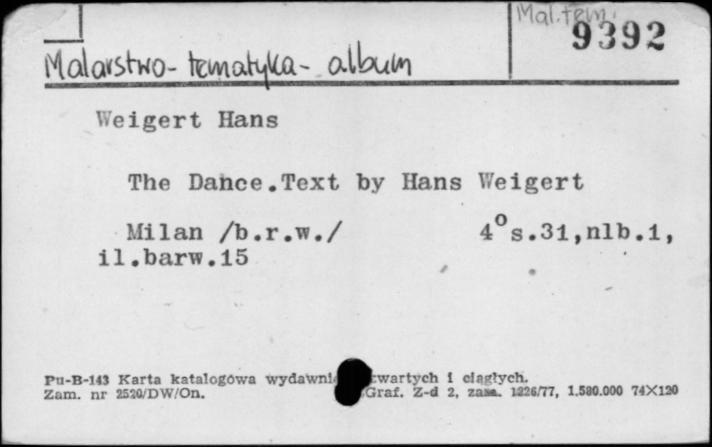 Mal.tem.
9392
Malarstwo-tematyka-album
Weigert Hans
The Dance.Text by Hans Weigert
Milan /b.r.w./ 4° s.31,nlb.1,
il.barw.15
Pu-B-143 Karta katalogowa wydawni zwartych i ciągłych.
Zam. nr 2520/DW/On. Graf. Z-d 2, zam. 1226/77, 1.580.000 74×120